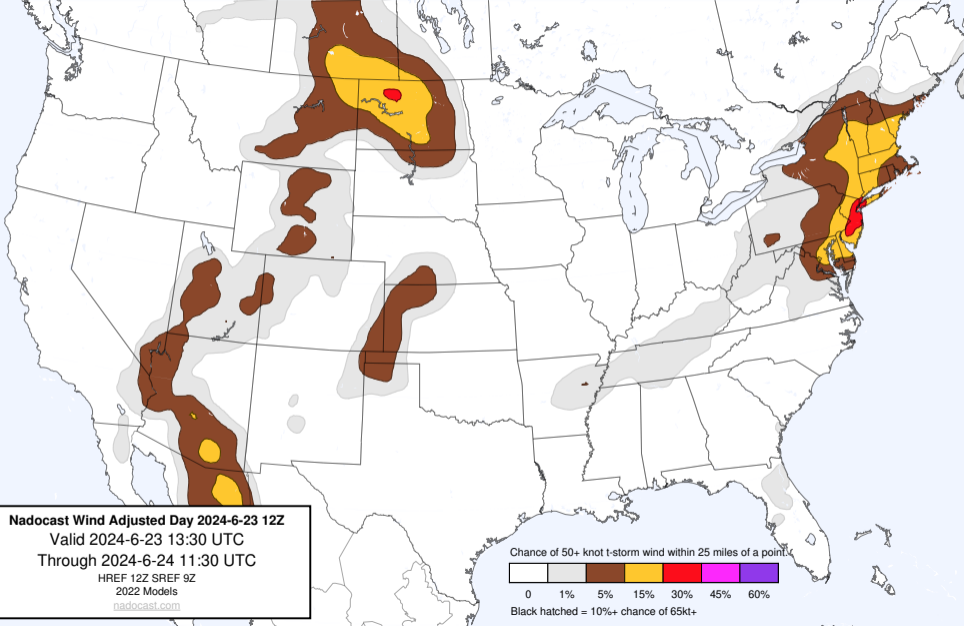 Nadocast Wind Adjusted Day 2024-6-23 12Z
Valid 2024-6-23 13:30 UTC
Through 2024-6-24 11:30 UTC
HREF 12Z SREF 9Z
2022 Models
nadocast.com
Chance of 50+ knot t-storm wind within 25 miles of a point.
0 1% 5% 15% 30% 45% 60%
Black hatched = 10%+ chance of 65kt+